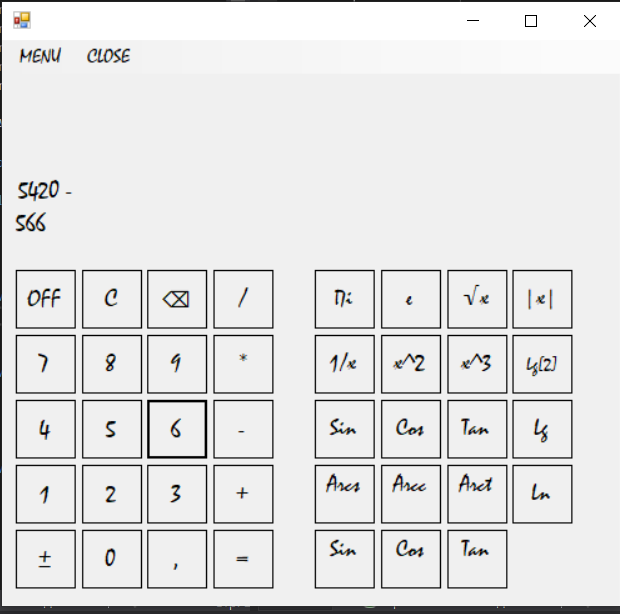 MENU CLOSE
5420 -
566
OFF C ⌫ / Пi e √x |x|
7 8 9 * 1/x x^2 x^3 Lg[2]
4 5 6 - Sin Cos Tan Lg
1 2 3 + Arcs Arcc Arct Ln
± 0 , = Sin Cos Tan